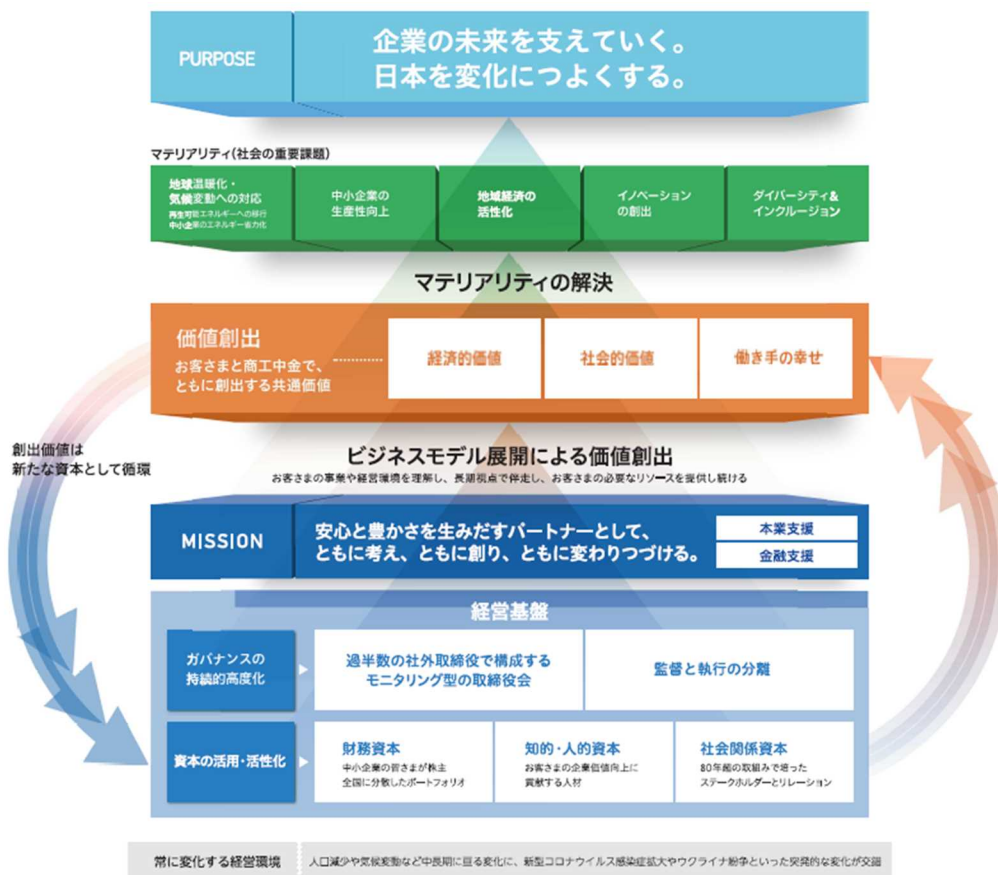 PURPOSE
企業の未来を支えていく。
日本を変化につよくする。
マテリアリティ(社会の重要課題)
地球温暖化・
気候変動への対応
再生可能エネルギーへの移行
中小企業のエネルギー省力化
中小企業の
生産性向上
地域経済の
活性化
イノベーション
の創出
ダイバーシティ&
インクルージョン
マテリアリティの解決
価値創出
お客さまと商工中金で、
ともに創出する共通価値
経済的価値
社会的価値
働き手の幸せ
創出価値は
新たな資本として循環
ビジネスモデル展開による価値創出
お客さまの事業や経営環境を理解し、長期視点で伴走し、お客さまの必要なリソースを提供し続ける
MISSION
安心と豊かさを生みだすパートナーとして、
ともに考え、ともに創り、ともに変わりつづける。
本業支援
金融支援
経営基盤
ガバナンスの
持続的高度化
過半数の社外取締役で構成する
モニタリング型の取締役会
監督と執行の分離
資本の活用・活性化
財務資本
中小企業の皆さまが株主
全国に分散したポートフォリオ
知的・人的資本
お客さまの企業価値向上に
貢献する人材
社会関係資本
80年超の取組みで培った
ステークホルダーとリレーション
常に変化する経営環境
人口減少や気候変動など中長期に亘る変化に、新型コロナウイルス感染症拡大やウクライナ紛争といった突発的な変化が交錯